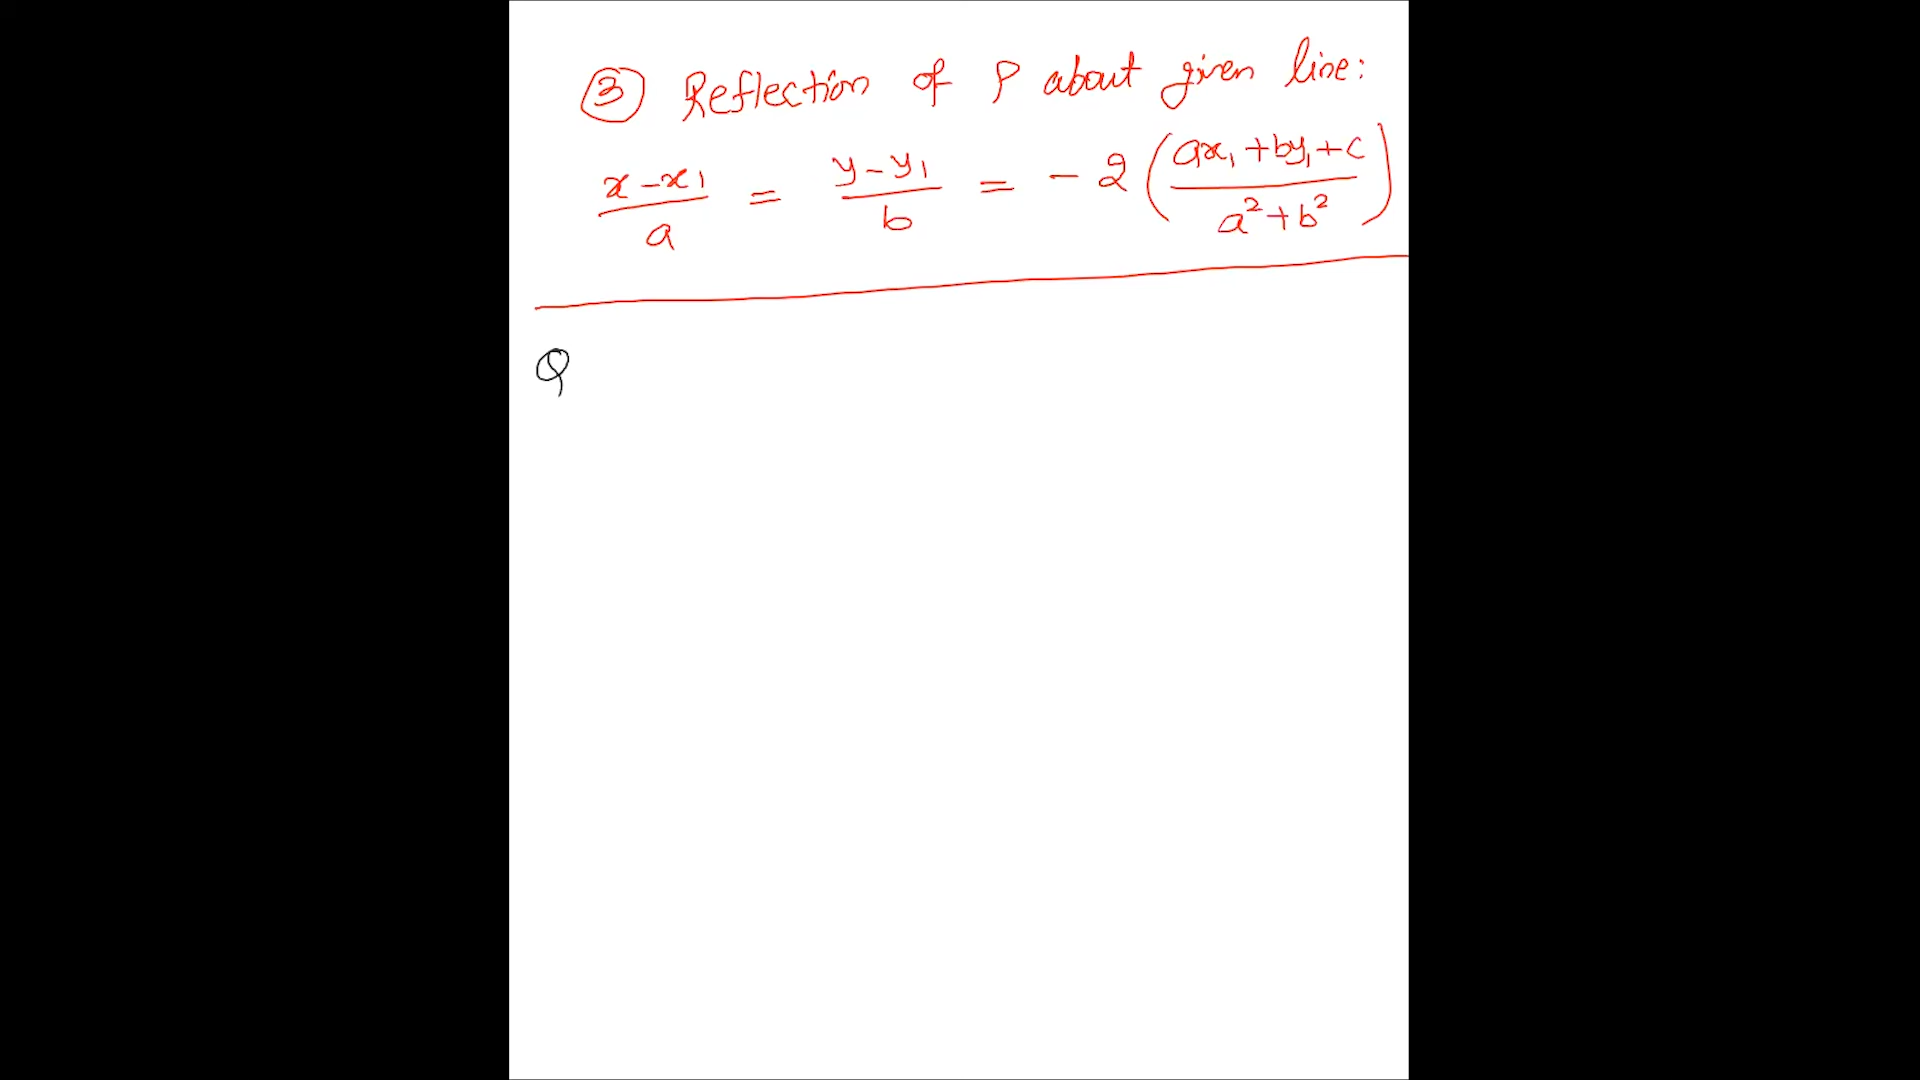 ③ Reflection of P about given line:
x-x₁/a = y-y₁/b = -2(ax₁+by₁+c/a²+b²)
Q